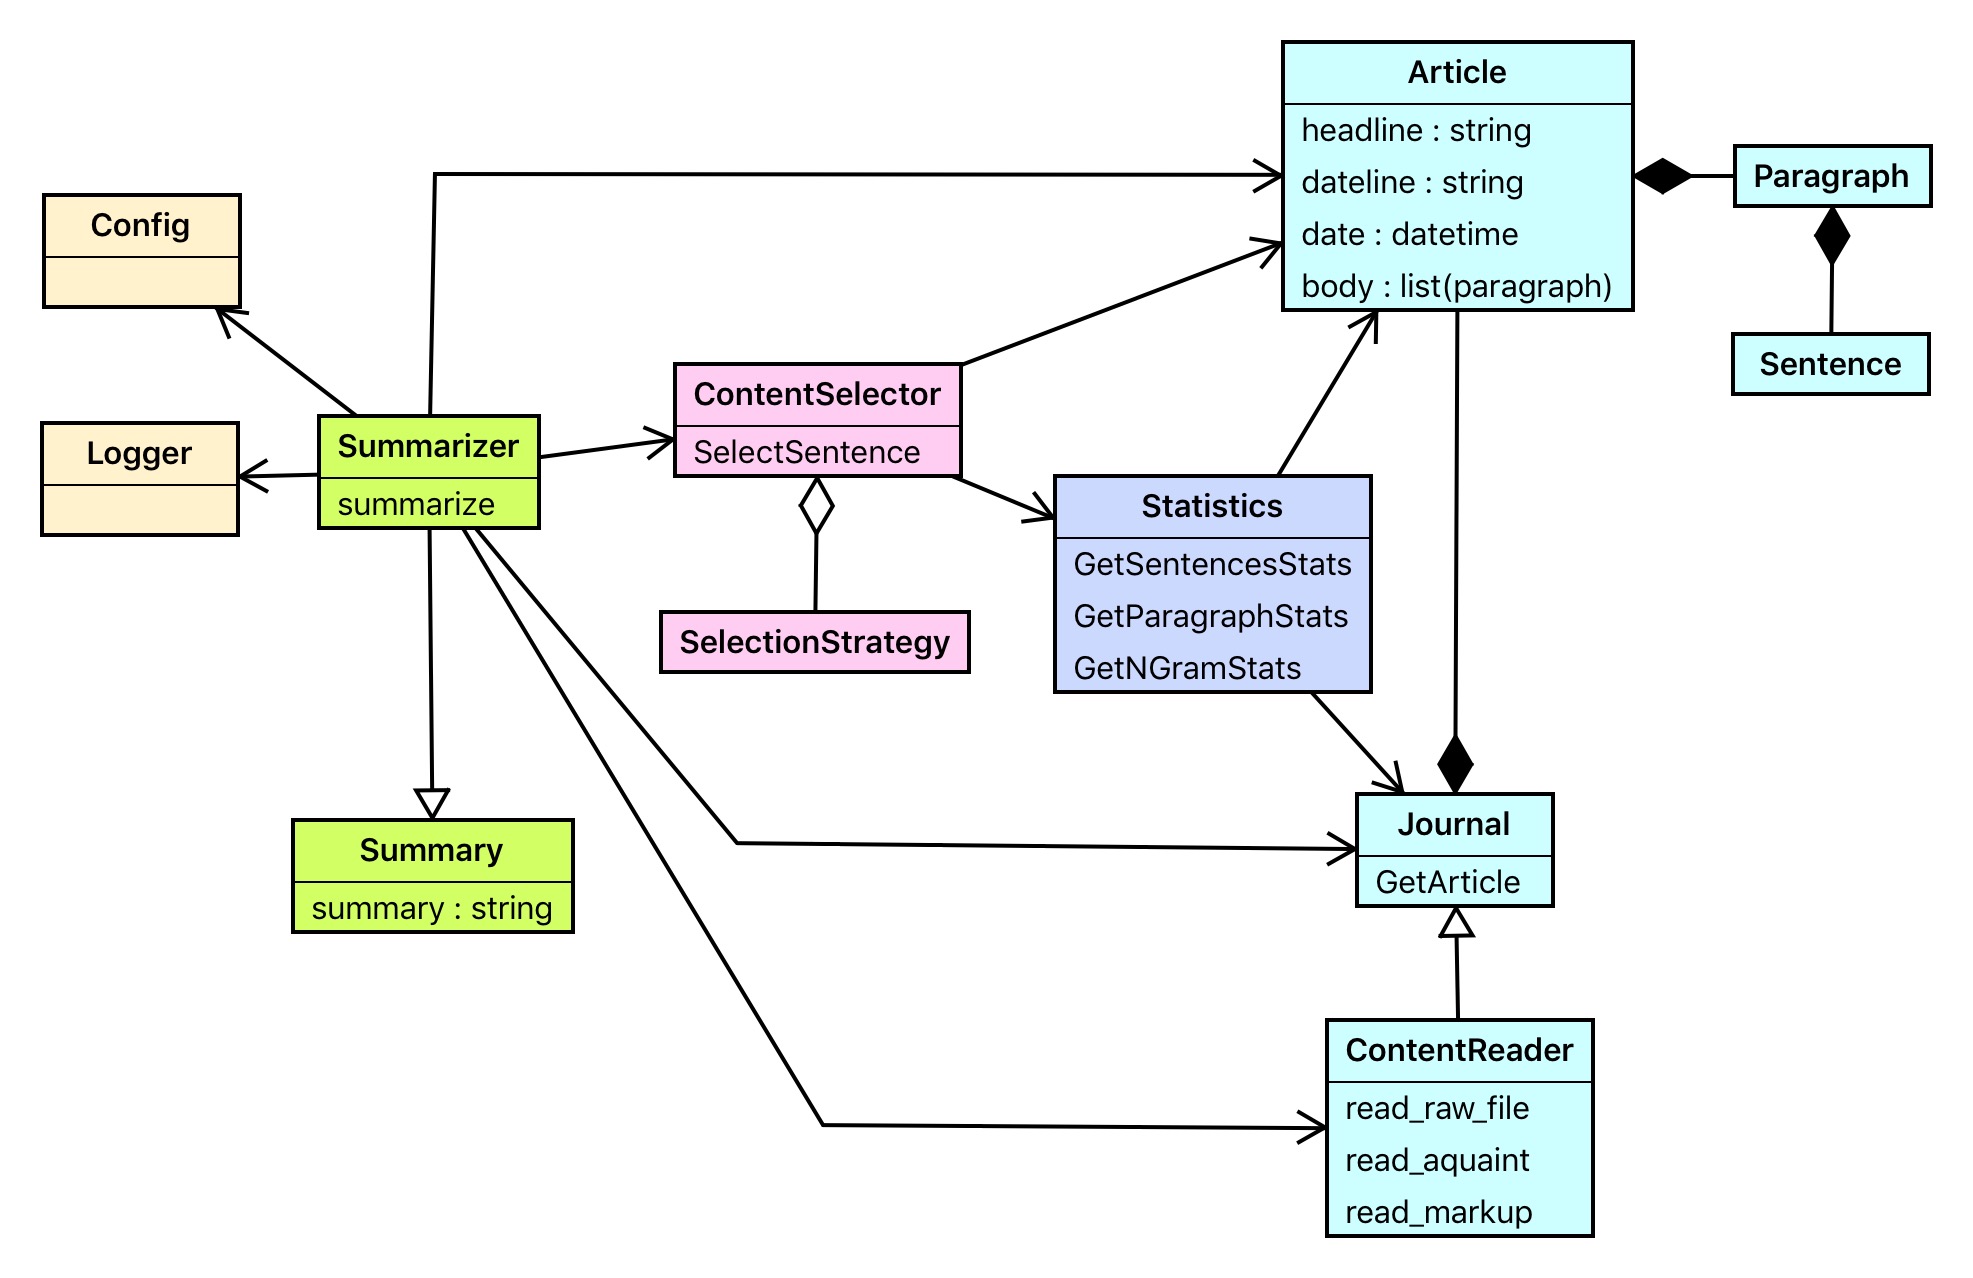 Article
headline : string
dateline : string
date : datetime
body : list(paragraph)
Paragraph
Sentence
Config
Logger
Summarizer
summarize
ContentSelector
SelectSentence
SelectionStrategy
Statistics
GetSentencesStats
GetParagraphStats
GetNGramStats
Summary
summary : string
Journal
GetArticle
ContentReader
read_raw_file
read_aquaint
read_markup